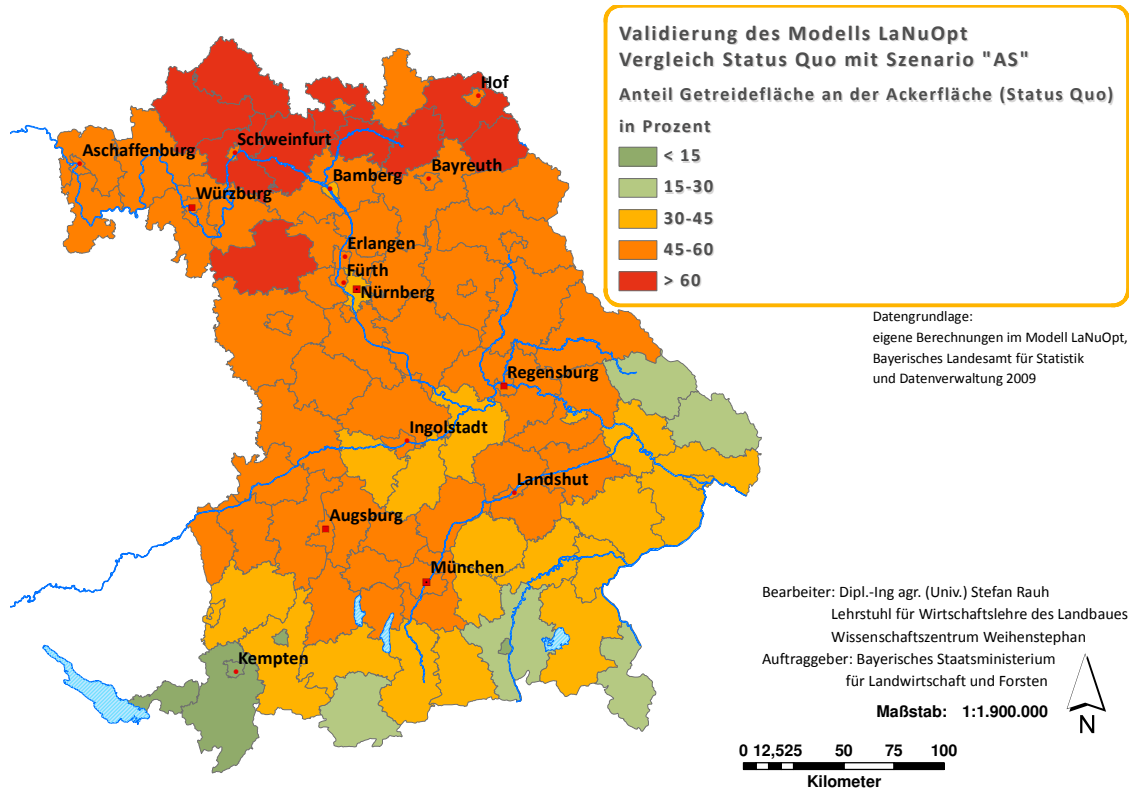 Validierung des Modells LaNuOpt
Vergleich Status Quo mit Szenario "AS"
Anteil Getreidefläche an der Ackerfläche (Status Quo)
in Prozent
< 15
15-30
30-45
45-60
> 60
Hof
Schweinfurt
Aschaffenburg
Bayreuth
Bamberg
Würzburg
Erlangen
Fürth
Nürnberg
Regensburg
Ingolstadt
Landshut
Augsburg
München
Kempten
Datengrundlage:
eigene Berechnungen im Modell LaNuOpt,
Bayerisches Landesamt für Statistik
und Datenverwaltung 2009
Bearbeiter: Dipl.-Ing agr. (Univ.) Stefan Rauh
Lehrstuhl für Wirtschaftslehre des Landbaues
Wissenschaftszentrum Weihenstephan
Auftraggeber: Bayerisches Staatsministerium
für Landwirtschaft und Forsten
Maßstab: 1:1.900.000
N
0 12,525 50 75 100
Kilometer